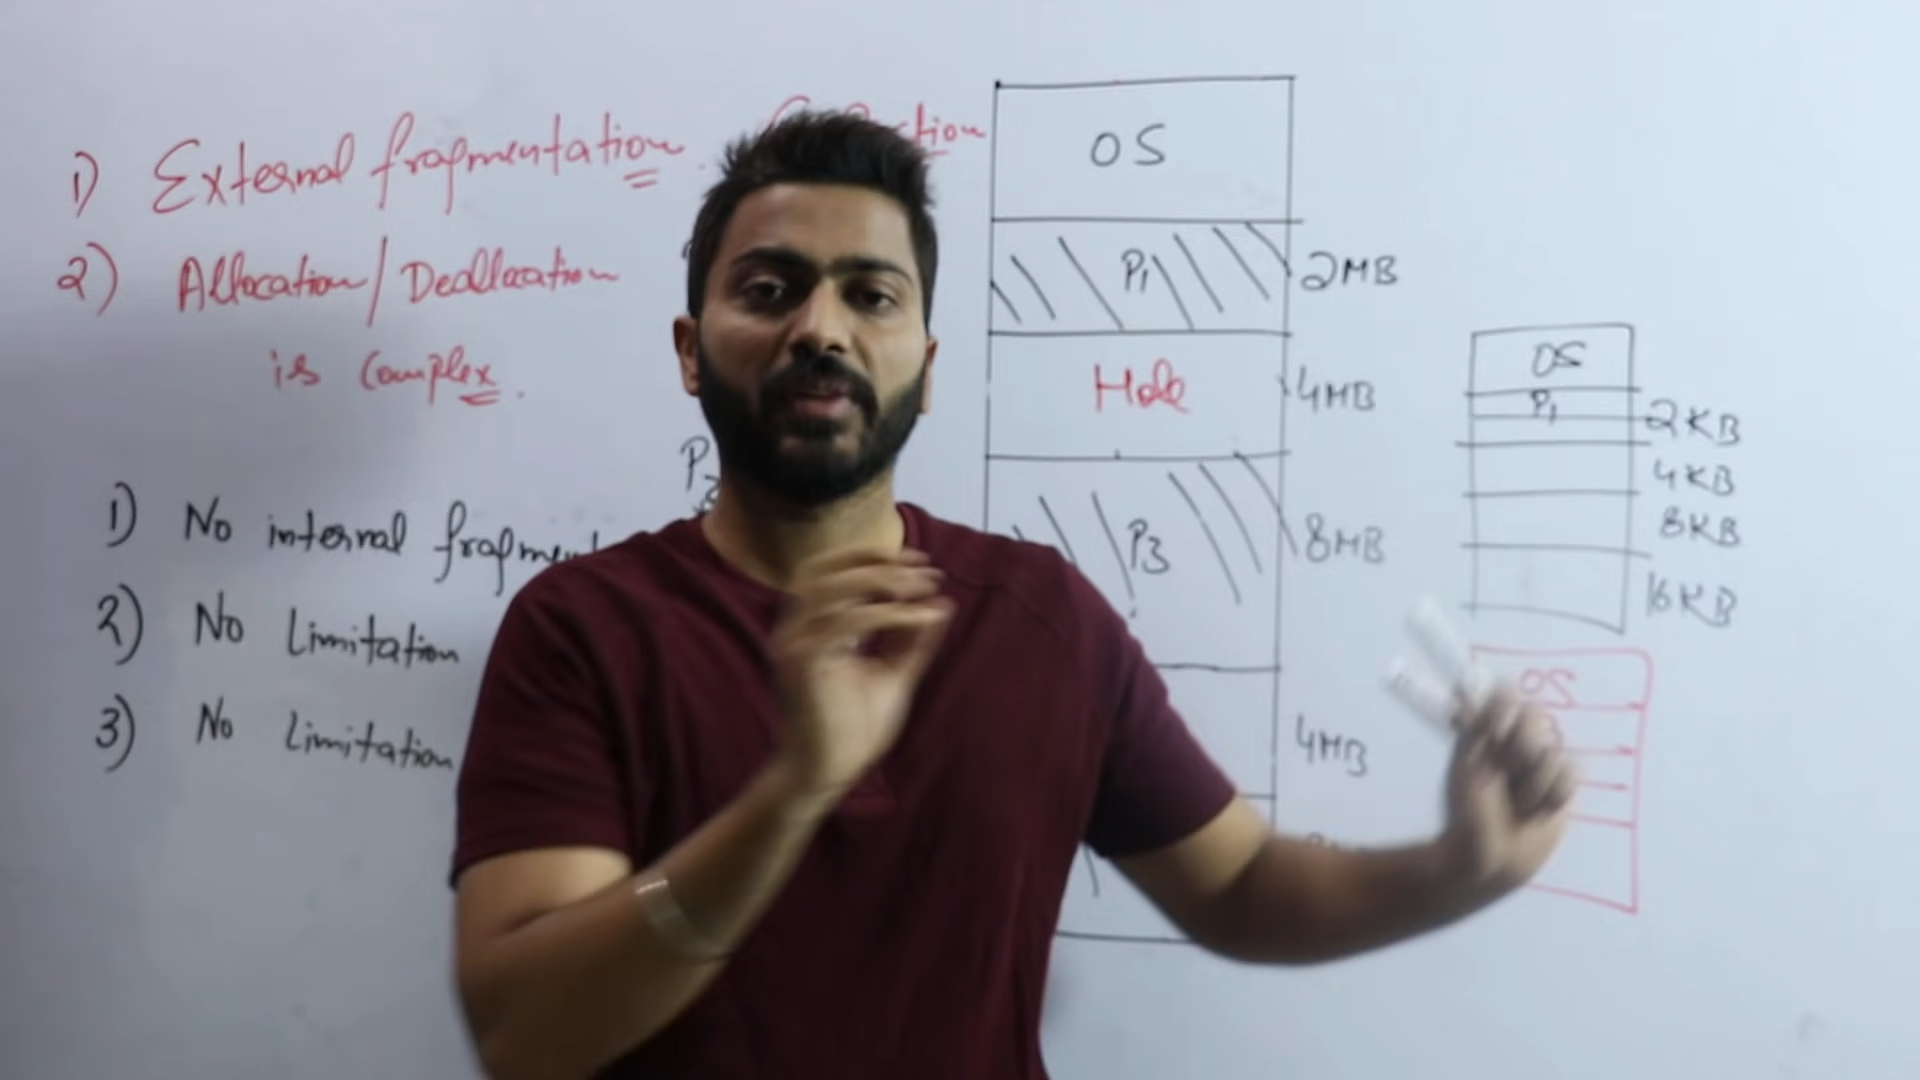 1) External fragmentation.
2) Allocation/Deallocation
is Complex.
1) No internal fragment
2) No Limitation
3) No Limitation
OS
P1 2MB
Hole 4MB
P3 8MB
4MB
OS
P1 2KB
4KB
8KB
16KB
OS